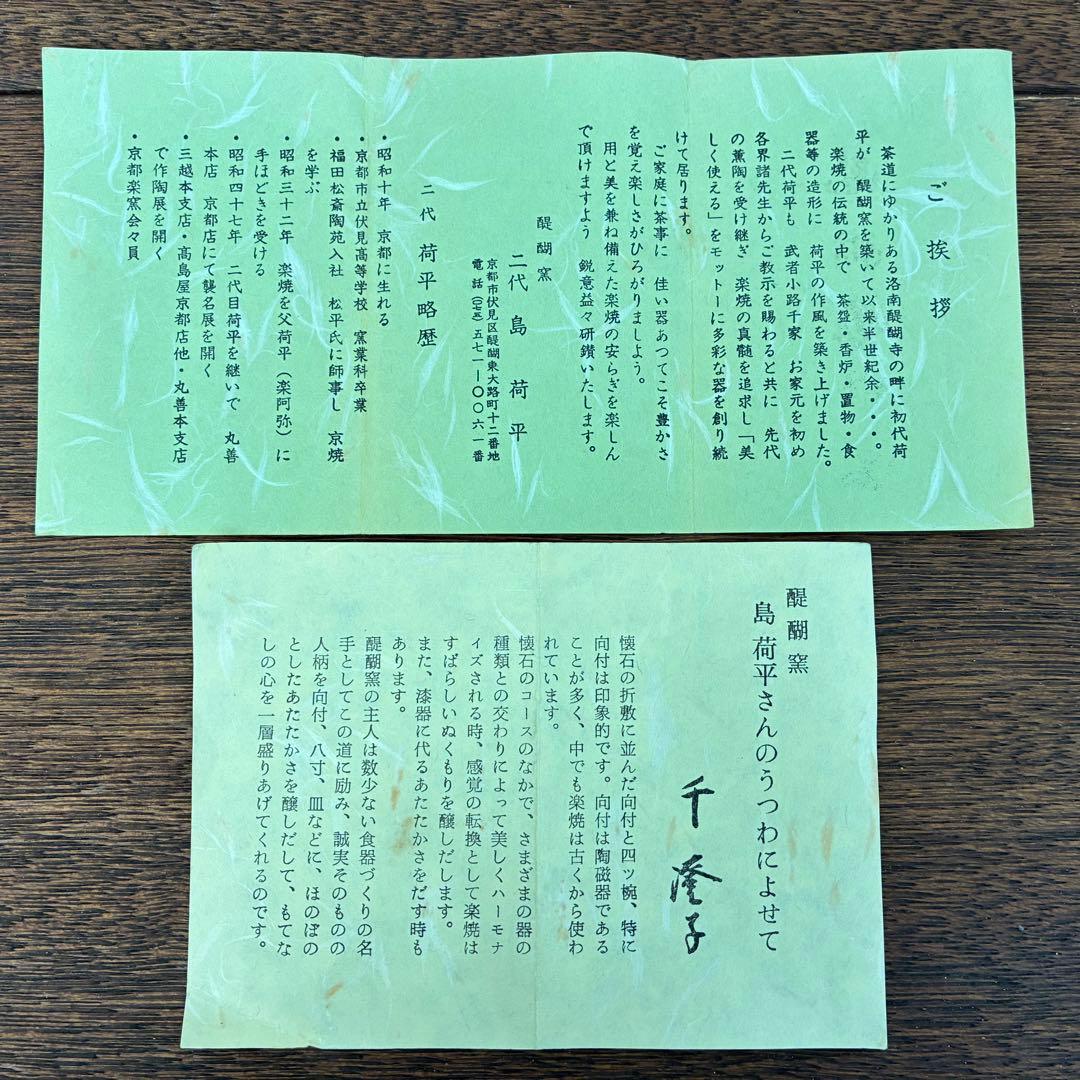 ご挨拶
茶道にゆかりある洛南醍醐寺の畔に初代荷
平が 醍醐窯を築いて以来半世紀余・・・。
楽焼の伝統の中で 茶盌・香炉・置物・食
器等の造形に 荷平の作風を築き上げました。
二代荷平も 武者小路千家 お家元を初め
各界諸先生からご教示を賜わると共に 先代
の薫陶を受け継ぎ 楽焼の真髄を追求し「美
しく使える」をモットーに多彩な器を創り続
けて居ります。
ご家庭に茶事に 佳い器あつてこそ豊かさ
を覚え楽しさがひろがりましよう。
用と美を兼ね備えた楽焼の安らぎを楽しん
で頂けますよう 鋭意益々研鑽いたします。
醍醐窯
二代 島荷平
京都市伏見区醍醐東大路町十二番地
電話(〇七五)五七一―〇〇六一番
二代 荷平略歴
・昭和十年 京都に生れる
・京都市立伏見高等学校 窯業科卒業
・福田松斎陶苑入社 松平氏に師事し 京焼
を学ぶ
・昭和三十二年 楽焼を父荷平(楽阿弥)に
手ほどきを受ける
・昭和四十七年 二代目荷平を継いで 丸善
本店 京都店にて襲名展を開く
・三越本支店・高島屋京都店他・丸善本支店
で作陶展を開く
・京都楽窯会々員
醍醐窯
島荷平さんのうつわによせて
千澄子
懐石の折敷に並んだ向付と四ッ椀、特に
向付は印象的です。向付は陶磁器である
ことが多く、中でも楽焼は古くから使わ
れています。
懐石のコースのなかで、さまざまの器の
種類との交わりによって美しくハーモナ
イズされる時、感覚の転換として楽焼は
すばらしいぬくもりを醸しだします。
また、漆器に代るあたたかさをだす時も
あります。
醍醐窯の主人は数少ない食器づくりの名
手としてこの道に励み、誠実そのものの
人柄を向付、八寸、皿などに、ほのぼの
としたあたたかさを醸しだして、もてな
しの心を一層盛りあげてくれるのです。